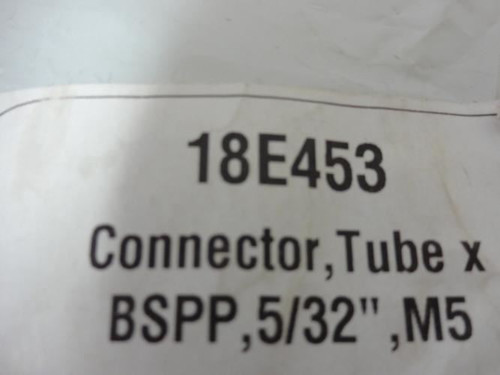 18E453
Connector,Tube x
BSPP,5/32",M5